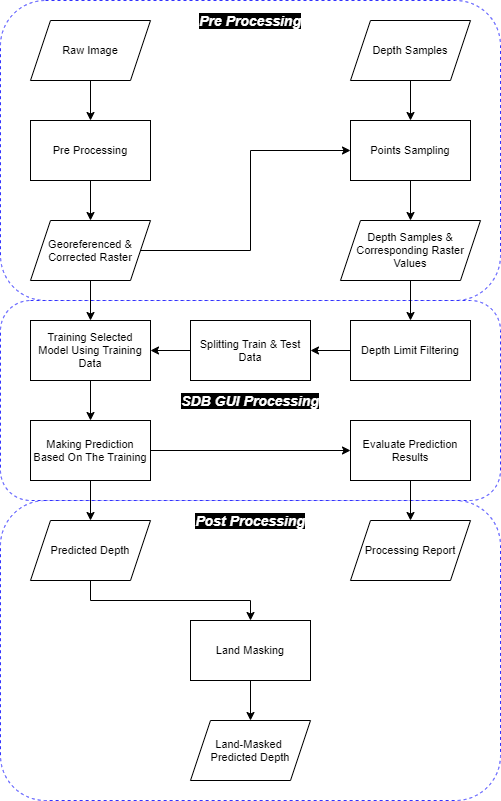 Pre Processing
Raw Image
Depth Samples
Pre Processing
Points Sampling
Georeferenced &
Corrected Raster
Depth Samples &
Corresponding Raster
Values
Training Selected
Model Using Training
Data
Splitting Train & Test
Data
Depth Limit Filtering
SDB GUI Processing
Making Prediction
Based On The Training
Evaluate Prediction
Results
Post Processing
Predicted Depth
Processing Report
Land Masking
Land-Masked
Predicted Depth